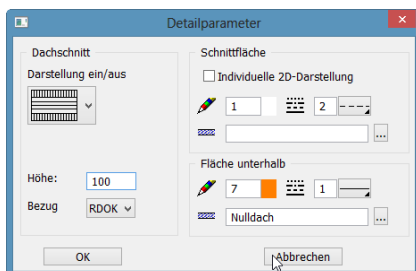 Detailparameter
Dachschnitt
Darstellung ein/aus
Höhe:
100
Bezug
RDOK
Schnittfläche
Individuelle 2D-Darstellung
1
2
...
Fläche unterhalb
7
1
Nulldach
...
OK
Abbrechen